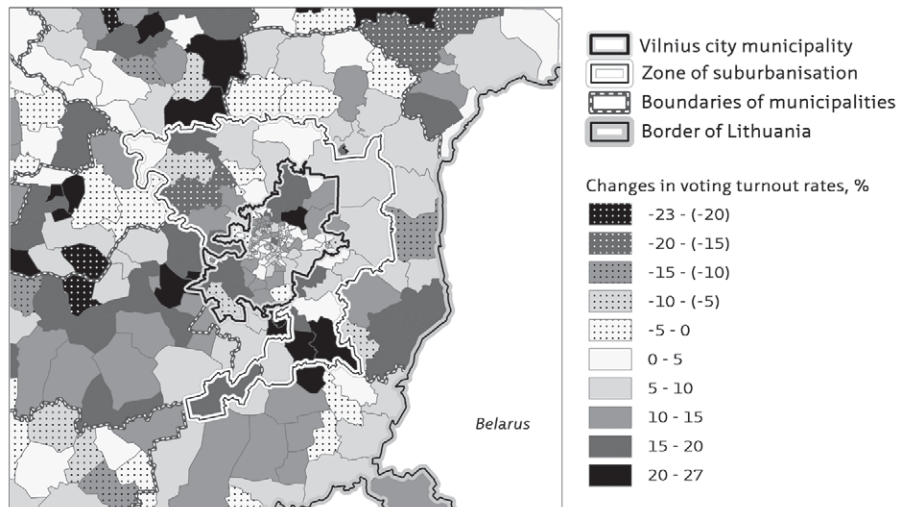 Vilnius city municipality
Zone of suburbanisation
Boundaries of municipalities
Border of Lithuania
Changes in voting turnout rates, %
-23 - (-20)
-20 - (-15)
-15 - (-10)
-10 - (-5)
-5 - 0
0 - 5
5 - 10
10 - 15
15 - 20
20 - 27
Belarus